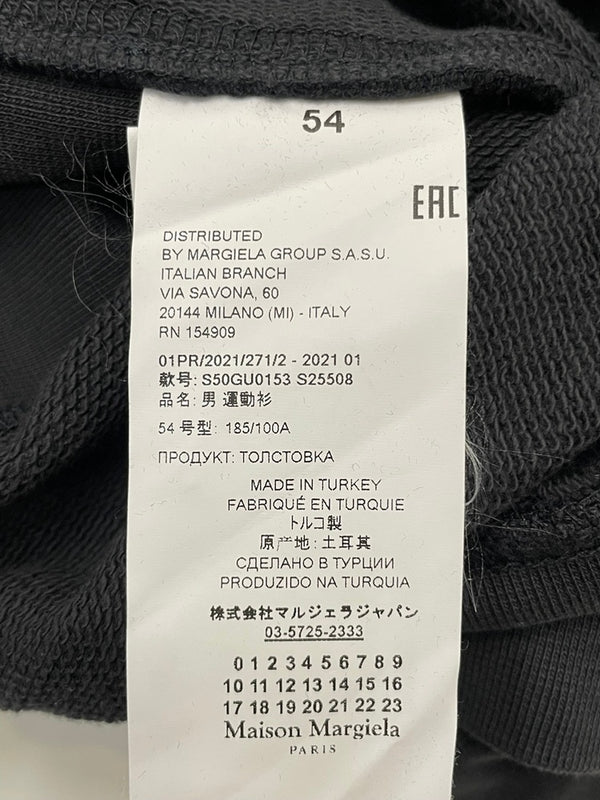 54
EAC
DISTRIBUTED
BY MARGIELA GROUP S.A.S.U.
ITALIAN BRANCH
VIA SAVONA, 60
20144 MILANO (MI) - ITALY
RN 154909
01PR/2021/271/2 - 2021 01
款号: S50GU0153 S25508
品名: 男 運動衫
54 号型: 185/100A
ПРОДУКТ: ТОЛСТОВКА
MADE IN TURKEY
FABRIQUÉ EN TURQUIE
トルコ製
原产地: 土耳其
СДЕЛАНО В ТУРЦИИ
PRODUZIDO NA TURQUIA
株式会社マルジェラジャパン
03-5725-2333
0 1 2 3 4 5 6 7 8 9
10 11 12 13 14 15 16
17 18 19 20 21 22 23
Maison Margiela
PARIS